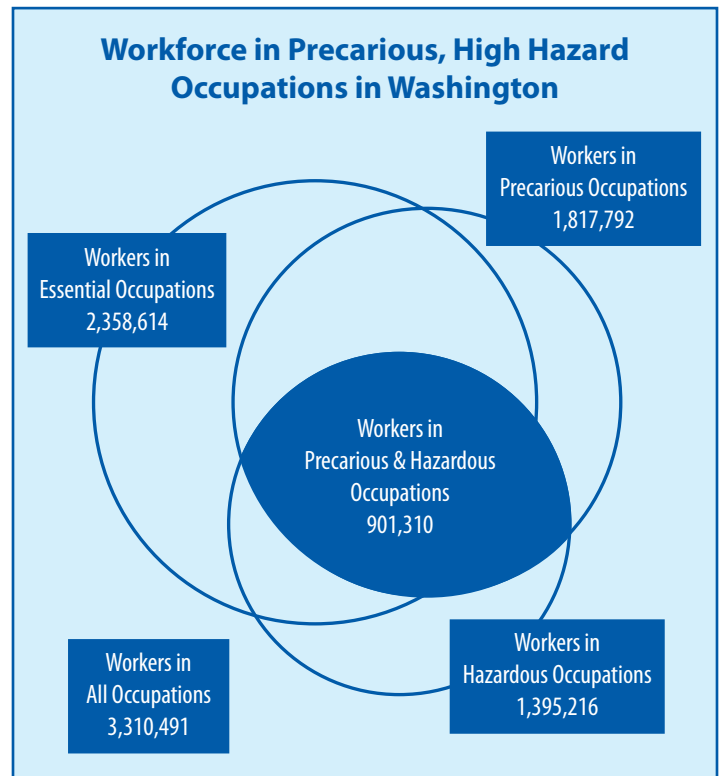 Workforce in Precarious, High Hazard
Occupations in Washington
Workers in
Precarious Occupations
1,817,792
Workers in
Essential Occupations
2,358,614
Workers in
Precarious & Hazardous
Occupations
901,310
Workers in
Hazardous Occupations
1,395,216
Workers in
All Occupations
3,310,491